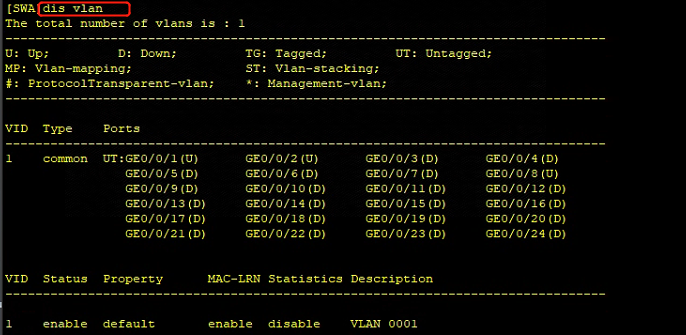 [SWA]dis vlan
The total number of vlans is : 1
--------------------------------------------------------------------------------
U: Up; D: Down; TG: Tagged; UT: Untagged;
MP: Vlan-mapping; ST: Vlan-stacking;
#: ProtocolTransparent-vlan; *: Management-vlan;
--------------------------------------------------------------------------------
VID Type Ports
--------------------------------------------------------------------------------
1 common UT:GE0/0/1(U) GE0/0/2(U) GE0/0/3(D) GE0/0/4(D)
GE0/0/5(D) GE0/0/6(D) GE0/0/7(D) GE0/0/8(U)
GE0/0/9(D) GE0/0/10(D) GE0/0/11(D) GE0/0/12(D)
GE0/0/13(D) GE0/0/14(D) GE0/0/15(D) GE0/0/16(D)
GE0/0/17(D) GE0/0/18(D) GE0/0/19(D) GE0/0/20(D)
GE0/0/21(D) GE0/0/22(D) GE0/0/23(D) GE0/0/24(D)
VID Status Property MAC-LRN Statistics Description
--------------------------------------------------------------------------------
1 enable default enable disable VLAN 0001